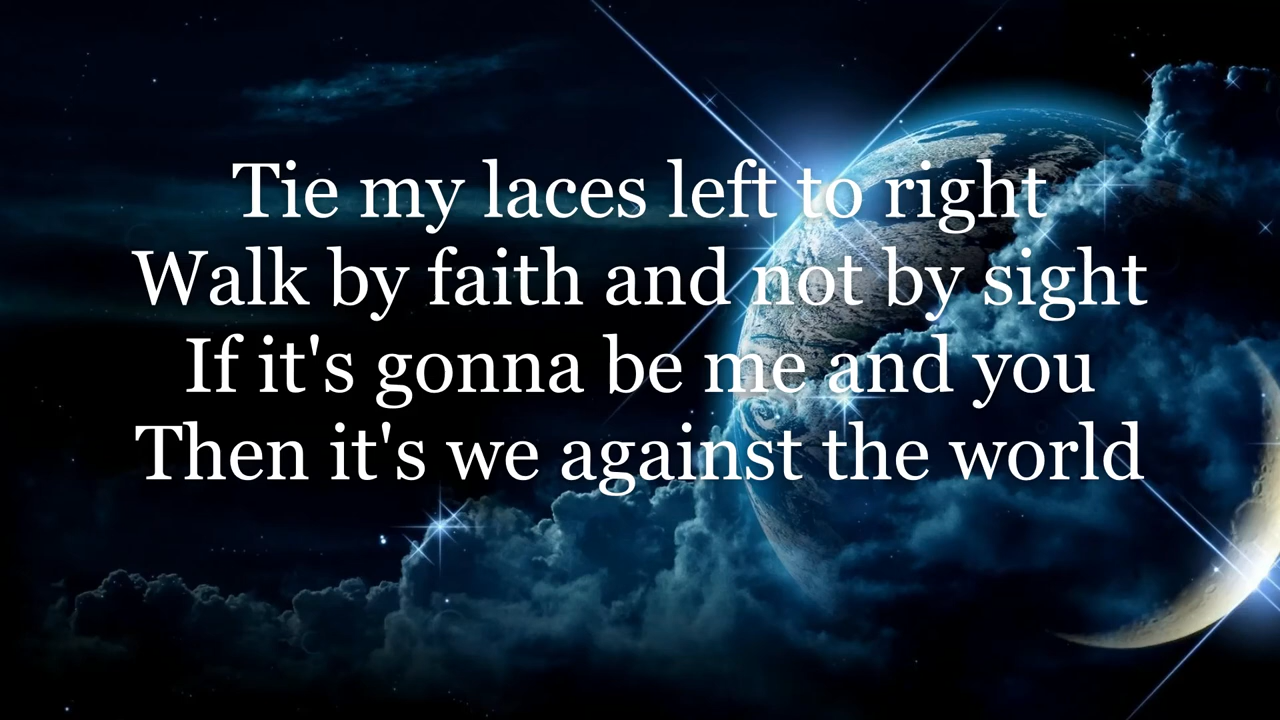 Tie my laces left to right
Walk by faith and not by sight
If it's gonna be me and you
Then it's we against the world